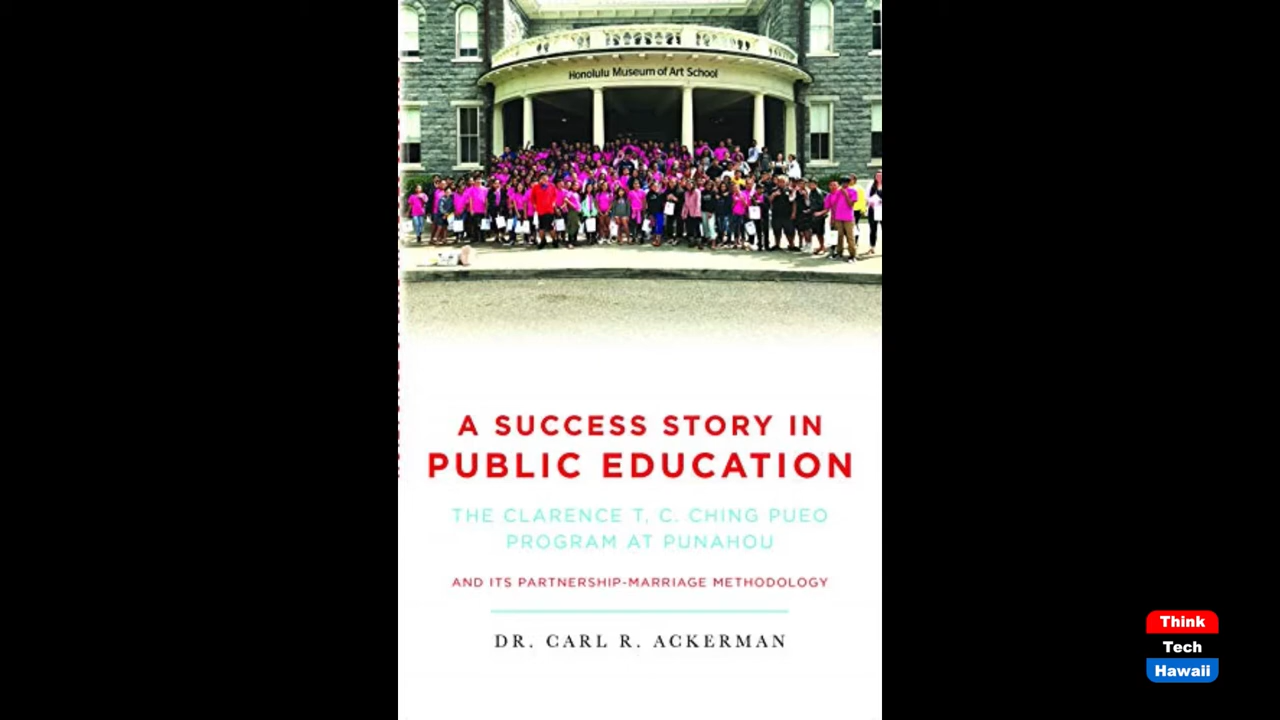 Honolulu Museum of Art School
A SUCCESS STORY IN
PUBLIC EDUCATION
THE CLARENCE T. C. CHING PUEO
PROGRAM AT PUNAHOU
AND ITS PARTNERSHIP-MARRIAGE METHODOLOGY
DR. CARL R. ACKERMAN
Think
Tech
Hawaii